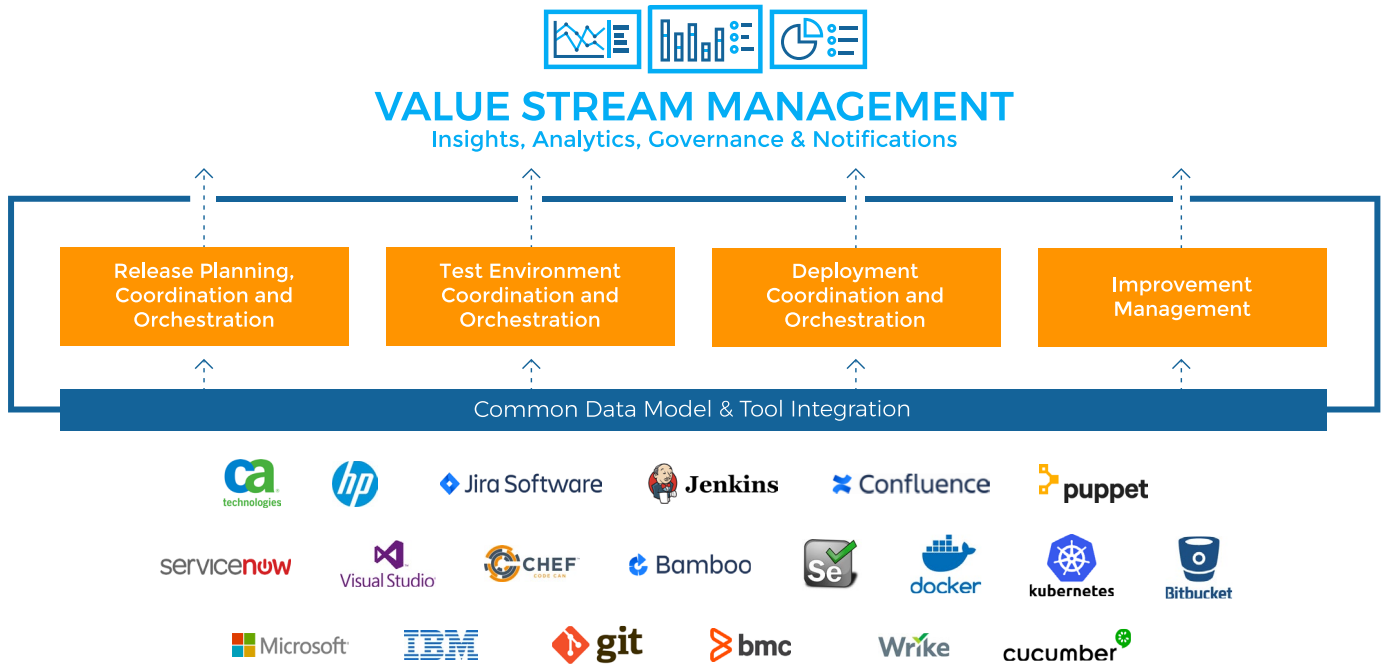 VALUE STREAM MANAGEMENT
Insights, Analytics, Governance & Notifications
Release Planning,
Coordination and
Orchestration
Test Environment
Coordination and
Orchestration
Deployment
Coordination and
Orchestration
Improvement
Management
Common Data Model & Tool Integration
ca
technologies
hp
Jira Software
Jenkins
Confluence
puppet
servicenow
Visual Studio
CHEF
CODE CAN
Bamboo
Se
docker
kubernetes
Bitbucket
Microsoft
IBM
git
bmc
Wrike
cucumber